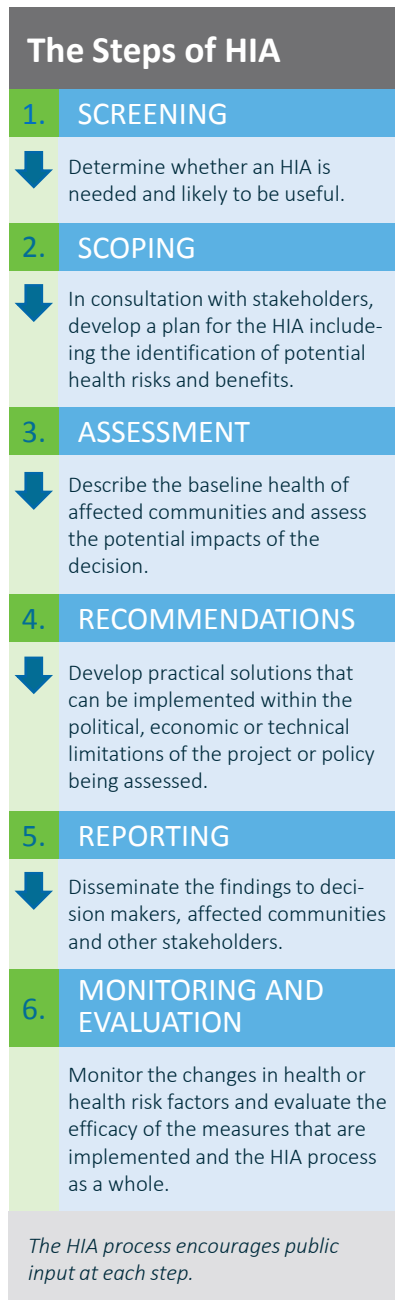 The Steps of HIA
1. SCREENING
Determine whether an HIA is
needed and likely to be useful.
2. SCOPING
In consultation with stakeholders,
develop a plan for the HIA include-
ing the identification of potential
health risks and benefits.
3. ASSESSMENT
Describe the baseline health of
affected communities and assess
the potential impacts of the
decision.
4. RECOMMENDATIONS
Develop practical solutions that
can be implemented within the
political, economic or technical
limitations of the project or policy
being assessed.
5. REPORTING
Disseminate the findings to deci-
sion makers, affected communities
and other stakeholders.
6. MONITORING AND
EVALUATION
Monitor the changes in health or
health risk factors and evaluate the
efficacy of the measures that are
implemented and the HIA process
as a whole.
The HIA process encourages public
input at each step.